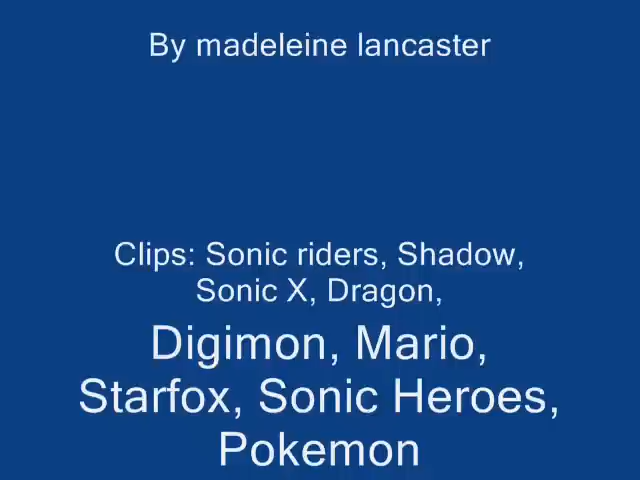 By madeleine lancaster
Clips: Sonic riders, Shadow,
Sonic X, Dragon,
Digimon, Mario,
Starfox, Sonic Heroes,
Pokemon